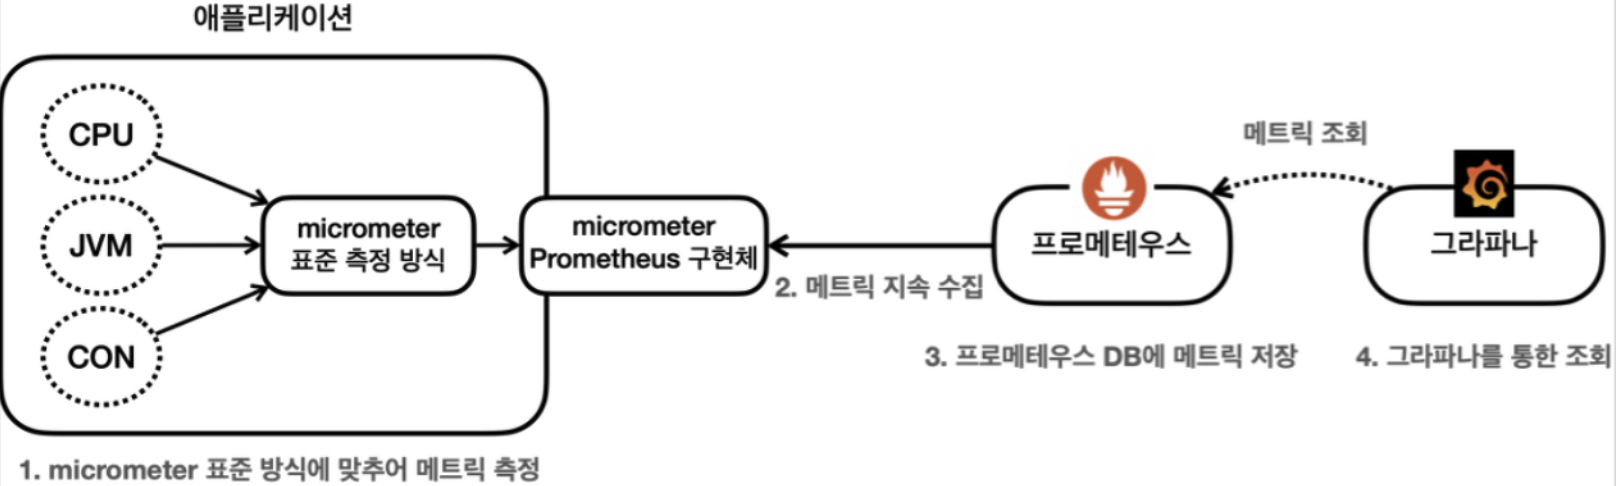 애플리케이션
CPU
JVM
CON
micrometer
표준 측정 방식
micrometer
Prometheus 구현체
2. 메트릭 지속 수집
프로메테우스
메트릭 조회
그라파나
3. 프로메테우스 DB에 메트릭 저장
4. 그라파나를 통한 조회
1. micrometer 표준 방식에 맞추어 메트릭 측정